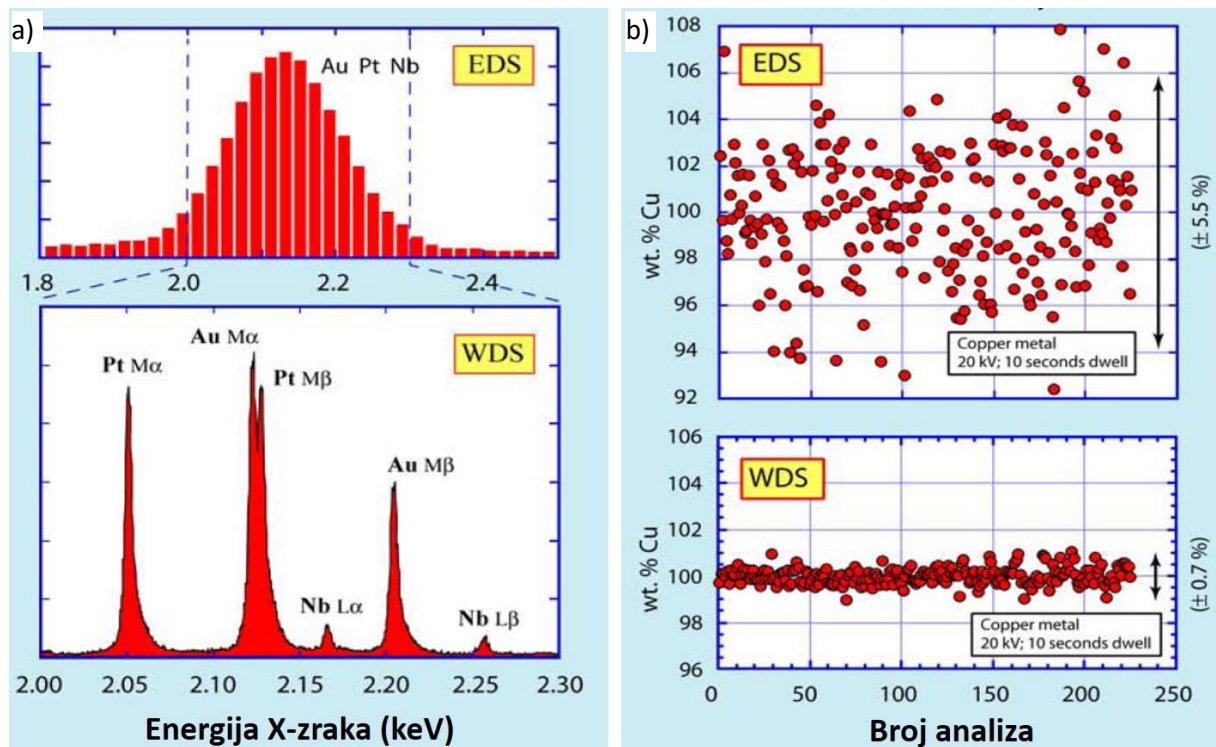 a)
EDS
Au Pt Nb
1.8 2.0 2.2 2.4
WDS
Pt Mα
Au Mα
Pt Mβ
Au Mβ
Nb Lα
Nb Lβ
2.00 2.05 2.10 2.15 2.20 2.25 2.30
Energija X-zraka (keV)
b)
EDS
108
106
104
102
100
98
96
94
92
wt. % Cu
(± 5.5 %)
Copper metal
20 kV; 10 seconds dwell
WDS
106
104
102
100
98
96
wt. % Cu
(± 0.7 %)
Copper metal
20 kV; 10 seconds dwell
0 50 100 150 200 250
Broj analiza